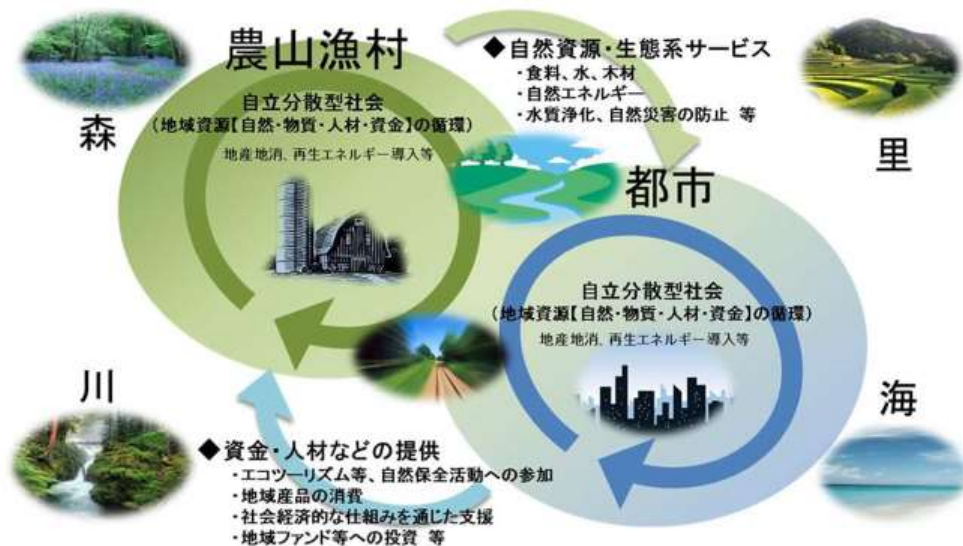 農山漁村
森
自立分散型社会
(地域資源【自然・物質・人材・資金】の循環)
地産地消、再生エネルギー導入等
◆自然資源・生態系サービス
・食料、水、木材
・自然エネルギー
・水質浄化、自然災害の防止 等
里
都市
自立分散型社会
(地域資源【自然・物質・人材・資金】の循環)
地産地消、再生エネルギー導入等
川
海
◆資金・人材などの提供
・エコツーリズム等、自然保全活動への参加
・地域産品の消費
・社会経済的な仕組みを通じた支援
・地域ファンド等への投資 等